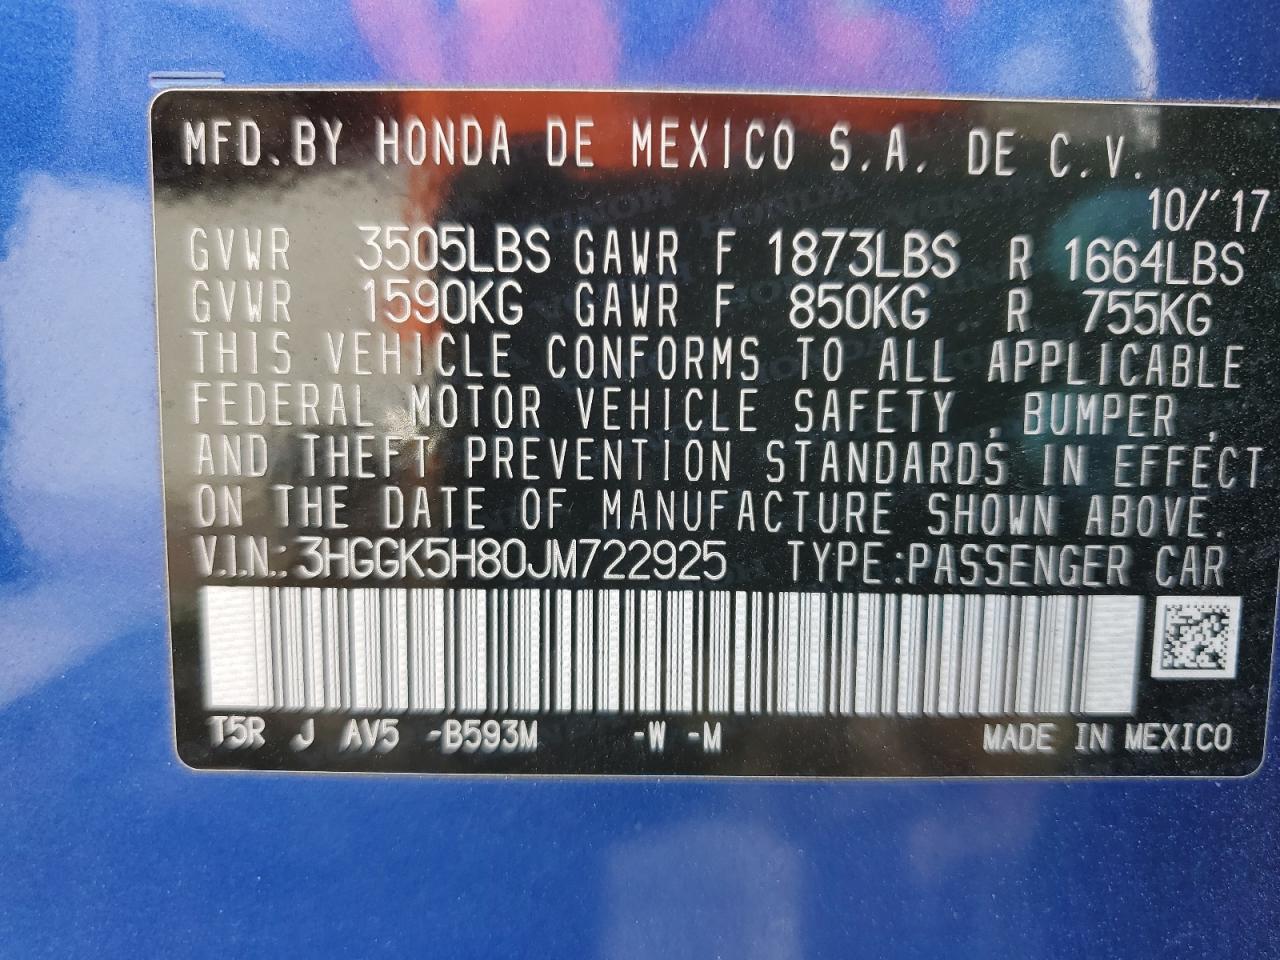 MFD.BY HONDA DE MEXICO S.A. DE C.V.
10/'17
GVWR 3505LBS GAWR F 1873LBS R 1664LBS
GVWR 1590KG GAWR F 850KG R 755KG
THIS VEHICLE CONFORMS TO ALL APPLICABLE
FEDERAL MOTOR VEHICLE SAFETY , BUMPER ,
AND THEFT PREVENTION STANDARDS IN EFFECT
ON THE DATE OF MANUFACTURE SHOWN ABOVE.
V.I.N.: 3HGGK5H80JM722925 TYPE:PASSENGER CAR
T5R J AV5 -B593M -W -M MADE IN MEXICO